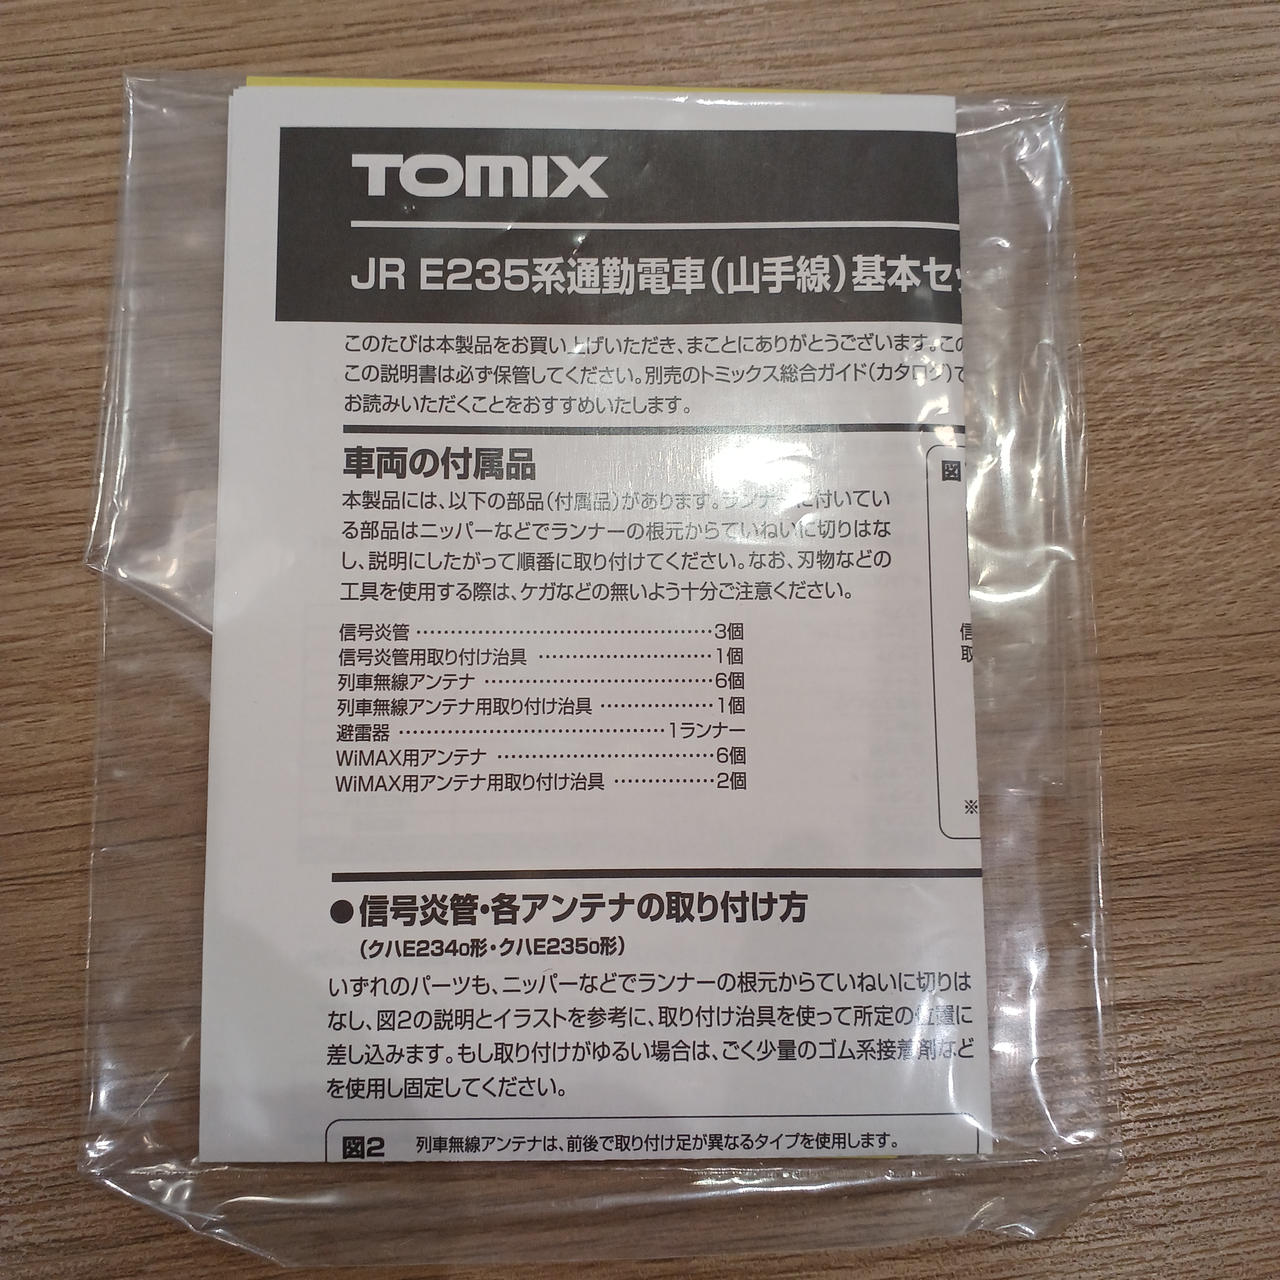 TOMIX
JR E235系通勤電車(山手線)基本セッ
このたびは本製品をお買い上げいただき、まことにありがとうございます。この
この説明書は必ず保管してください。別売のトミックス総合ガイド(カタログ)で
お読みいただくことをおすすめいたします。
車両の付属品
本製品には、以下の部品(付属品)があります。ランナーに付いてい
る部品はニッパーなどでランナーの根元からていねいに切りはな
し、説明にしたがって順番に取り付けてください。なお、刃物などの
工具を使用する際は、ケガなどの無いよう十分ご注意ください。
図
信号炎管 ………………………………………… 3個
信号炎管用取り付け治具 ……………………… 1個
列車無線アンテナ ……………………………… 6個
列車無線アンテナ用取り付け治具 …………… 1個
避雷器 …………………………………… 1ランナー
WiMAX用アンテナ ……………………………… 6個
WiMAX用アンテナ用取り付け治具 …………… 2個
信
取
※
●信号炎管・各アンテナの取り付け方
(クハE2340形・クハE2350形)
いずれのパーツも、ニッパーなどでランナーの根元からていねいに切りは
なし、図2の説明とイラストを参考に、取り付け治具を使って所定の位置に
差し込みます。もし取り付けがゆるい場合は、ごく少量のゴム系接着剤など
を使用し固定してください。
図2 列車無線アンテナは、前後で取り付け足が異なるタイプを使用します。